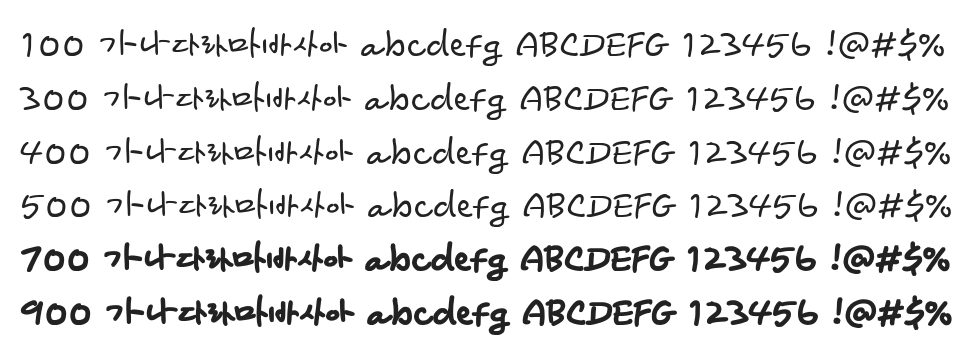 100 가나다라마바사아 abcdefg ABCDEFG 123456 !@#$%
300 가나다라마바사아 abcdefg ABCDEFG 123456 !@#$%
400 가나다라마바사아 abcdefg ABCDEFG 123456 !@#$%
500 가나다라마바사아 abcdefg ABCDEFG 123456 !@#$%
700 가나다라마바사아 abcdefg ABCDEFG 123456 !@#$%
900 가나다라마바사아 abcdefg ABCDEFG 123456 !@#$%